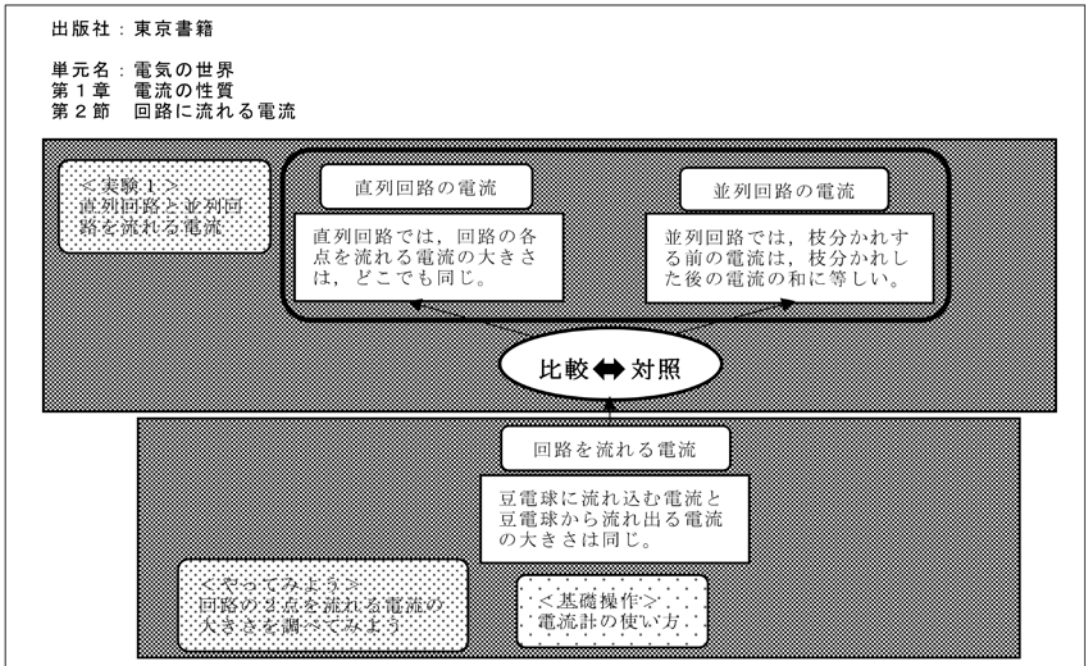 出版社：東京書籍
単元名：電気の世界
第１章　電流の性質
第２節　回路に流れる電流
＜実験１＞
直列回路と並列回
路を流れる電流
直列回路の電流
直列回路では，回路の各
点を流れる電流の大きさ
は，どこでも同じ。
並列回路の電流
並列回路では，枝分かれす
る前の電流は，枝分かれし
た後の電流の和に等しい。
比較⬌対照
回路を流れる電流
豆電球に流れ込む電流と
豆電球から流れ出る電流
の大きさは同じ。
＜やってみよう＞
回路の２点を流れる電流の
大きさを調べてみよう
＜基礎操作＞
電流計の使い方